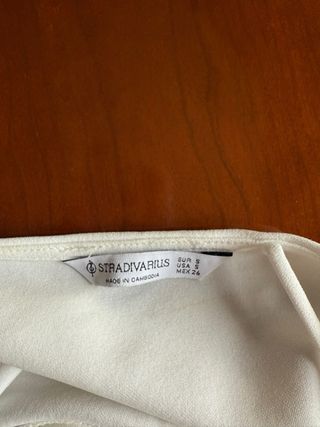 STRADIVARIUS
MADE IN CAMBODIA
EUR S
USA S
MEX 26